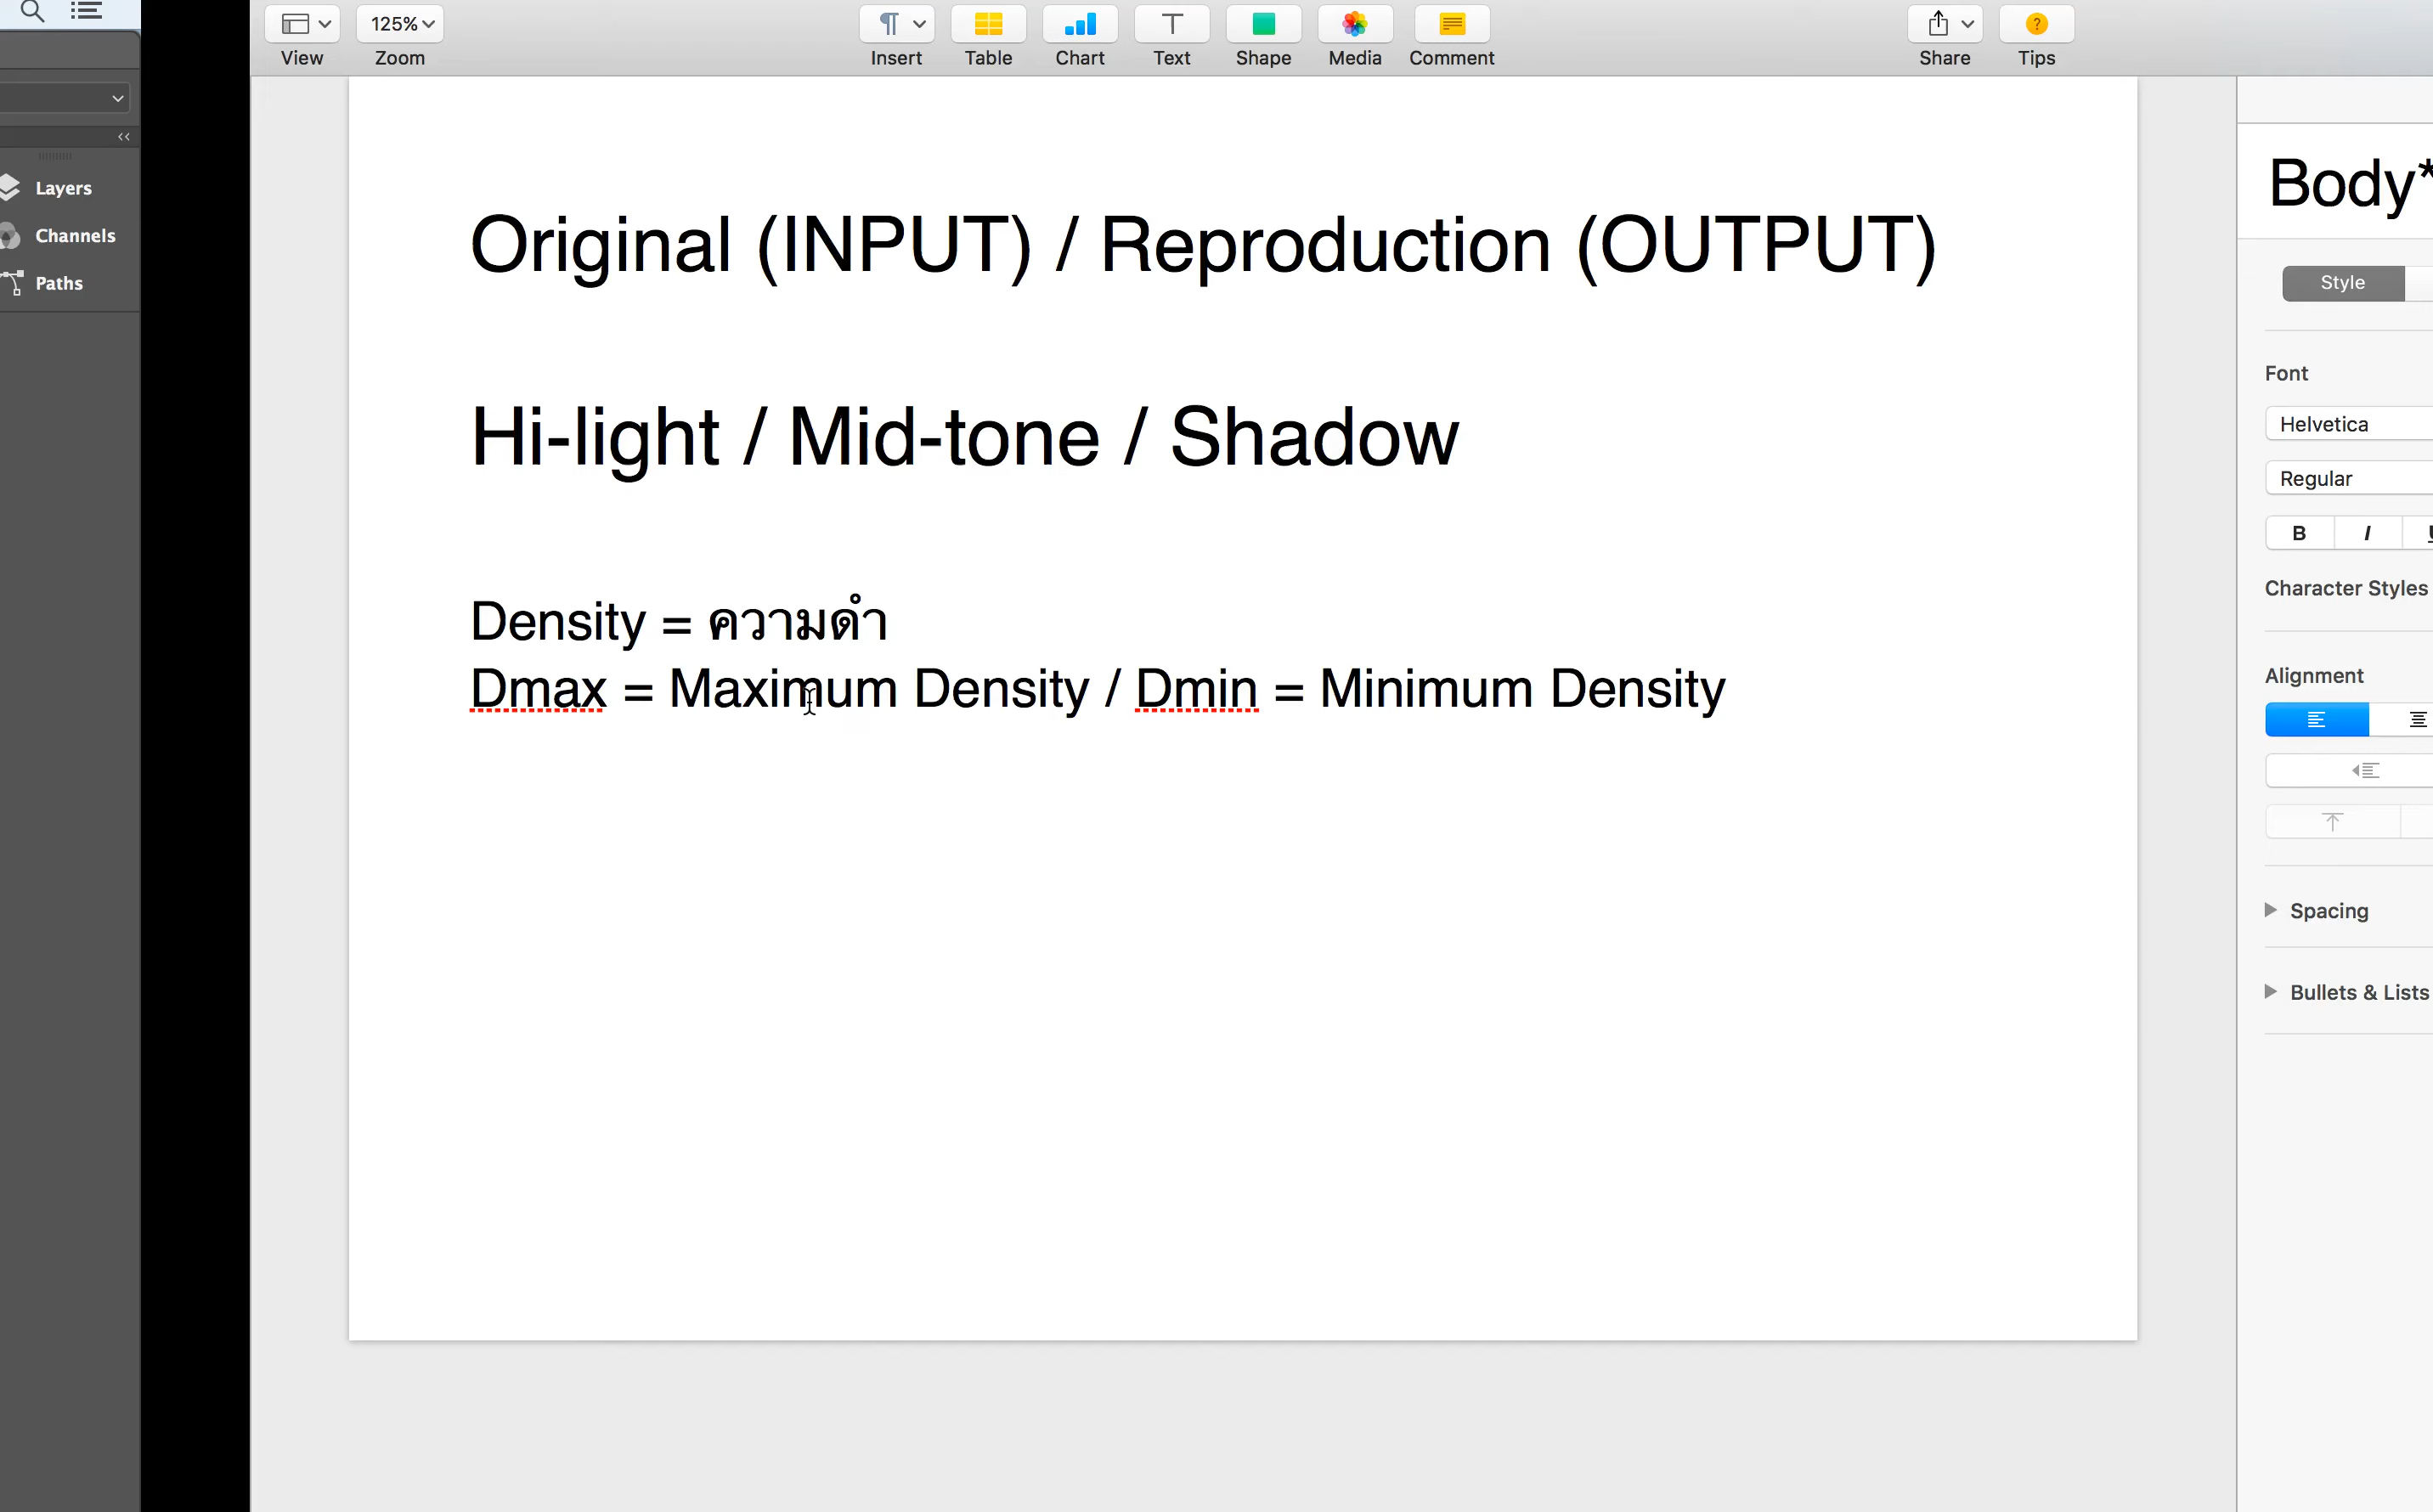 125%
View
Zoom
Insert
Table
Chart
Text
Shape
Media
Comment
Share
Tips
Layers
Channels
Paths
Original (INPUT) / Reproduction (OUTPUT)
Hi-light / Mid-tone / Shadow
Density = ความดำ
Dmax = Maximum Density / Dmin = Minimum Density
Body*
Style
Font
Helvetica
Regular
B I U
Character Styles
Alignment
Spacing
Bullets & Lists